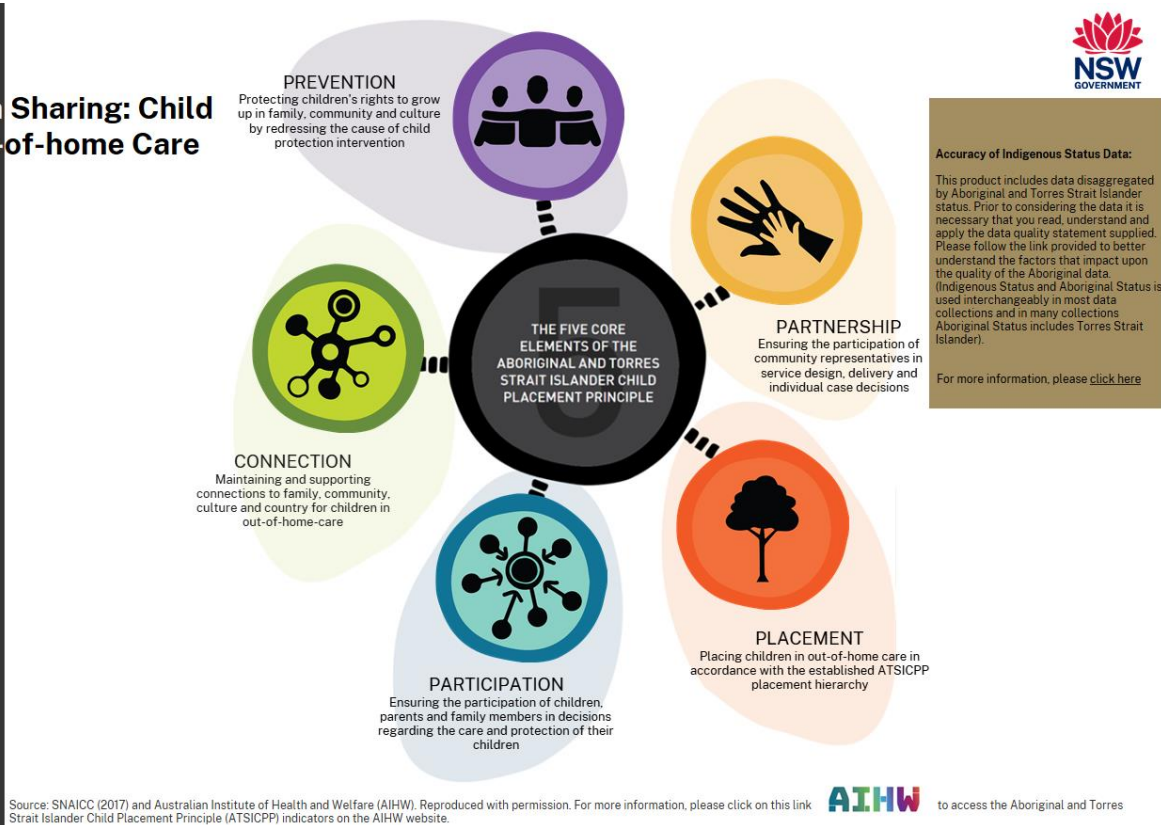 Sharing: Child
-of-home Care
PREVENTION
Protecting children's rights to grow
up in family, community and culture
by redressing the cause of child
protection intervention
NSW
GOVERNMENT
Accuracy of Indigenous Status Data:
This product includes data disaggregated
by Aboriginal and Torres Strait Islander
status. Prior to considering the data it is
necessary that you read, understand and
apply the data quality statement supplied.
Please follow the link provided to better
understand the factors that impact upon
the quality of the Aboriginal data.
(Indigenous Status and Aboriginal Status is
used interchangeably in most data
collections and in many collections
Aboriginal Status includes Torres Strait
Islander).
For more information, please click here
5
THE FIVE CORE
ELEMENTS OF THE
ABORIGINAL AND TORRES
STRAIT ISLANDER CHILD
PLACEMENT PRINCIPLE
PARTNERSHIP
Ensuring the participation of
community representatives in
service design, delivery and
individual case decisions
CONNECTION
Maintaining and supporting
connections to family, community,
culture and country for children in
out-of-home-care
PLACEMENT
Placing children in out-of-home care in
accordance with the established ATSICPP
placement hierarchy
PARTICIPATION
Ensuring the participation of children,
parents and family members in decisions
regarding the care and protection of their
children
Source: SNAICC (2017) and Australian Institute of Health and Welfare (AIHW). Reproduced with permission. For more information, please click on this link AIHW to access the Aboriginal and Torres
Strait Islander Child Placement Principle (ATSICPP) indicators on the AIHW website.